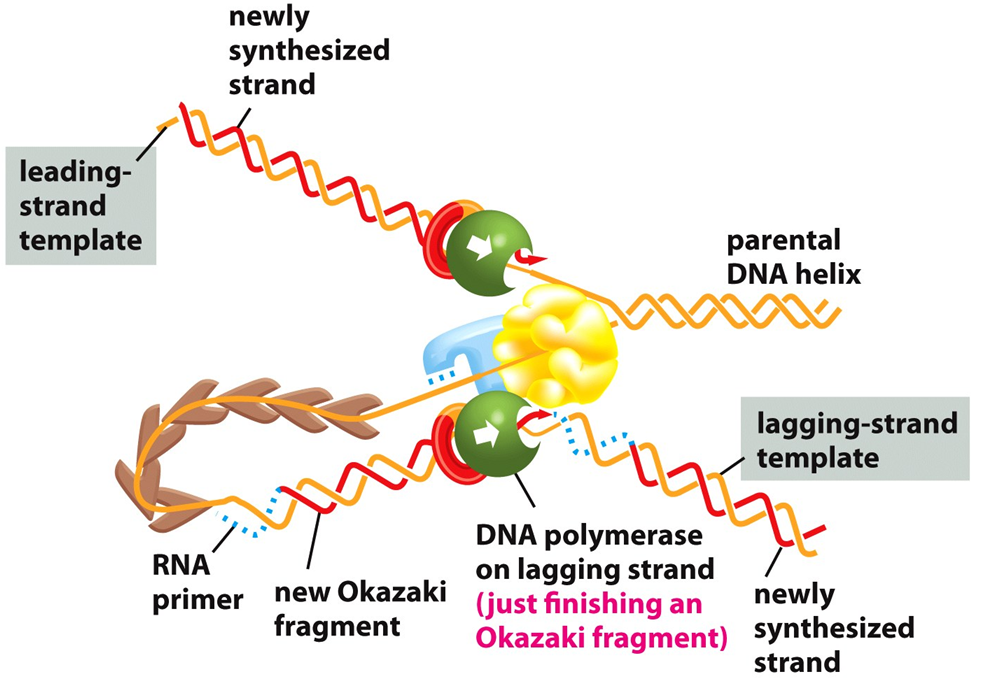 newly
synthesized
strand
leading-
strand
template
parental
DNA helix
lagging-strand
template
RNA
primer
new Okazaki
fragment
DNA polymerase
on lagging strand
(just finishing an
Okazaki fragment)
newly
synthesized
strand